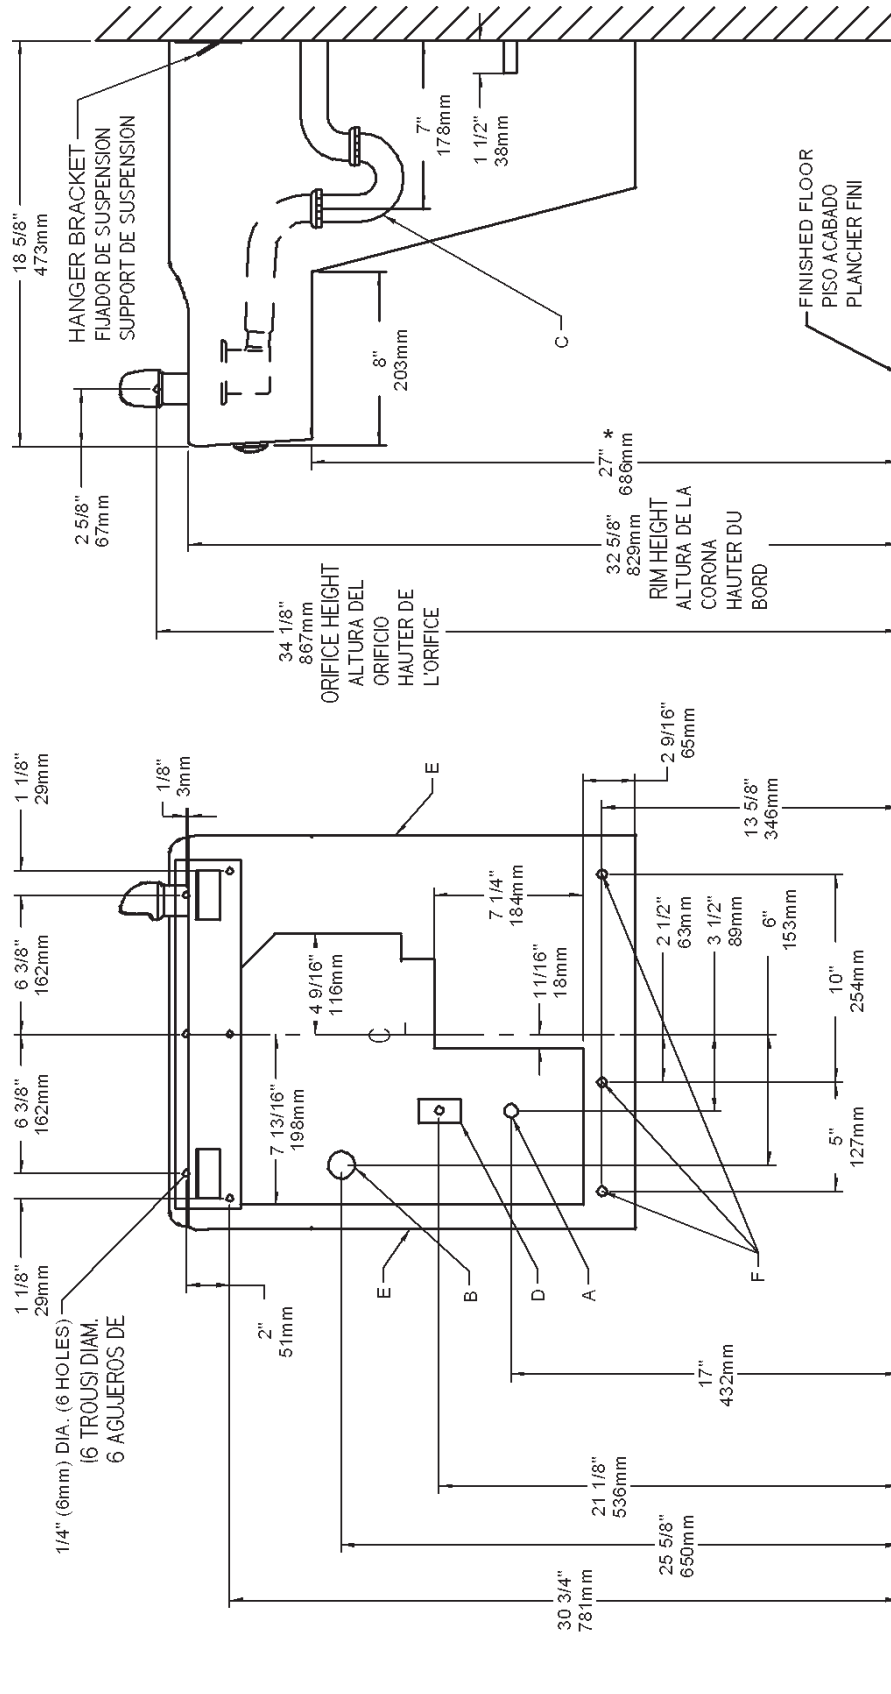 18 5/8"
473mm
HANGER BRACKET
FIJADOR DE SUSPENSION
SUPPORT DE SUSPENSION
2 5/8"
67mm
7"
178mm
1 1/2"
38mm
8"
203mm
C
FINISHED FLOOR
PISO ACABADO
PLANCHER FINI
27" *
686mm
32 5/8"
829mm
RIM HEIGHT
ALTURA DE LA
CORONA
HAUTER DU
BORD
34 1/8"
867mm
ORIFICE HEIGHT
ALTURA DEL
ORIFICIO
HAUTER DE
L'ORIFICE
1 1/8"
29mm
6 3/8"
162mm
6 3/8"
162mm
1 1/8"
29mm
1/8"
3mm
E
2 9/16"
65mm
13 5/8"
346mm
7 1/4"
184mm
4 9/16"
116mm
11/16"
18mm
C
L
7 13/16"
198mm
2 1/2"
63mm
3 1/2"
89mm
6"
153mm
10"
254mm
5"
127mm
E
B
D
A
F
1/4" (6mm) DIA. (6 HOLES)
(6 TROUS) DIAM.
6 AGUJEROS DE
2"
51mm
17"
432mm
21 1/8"
536mm
25 5/8"
650mm
30 3/4"
781mm